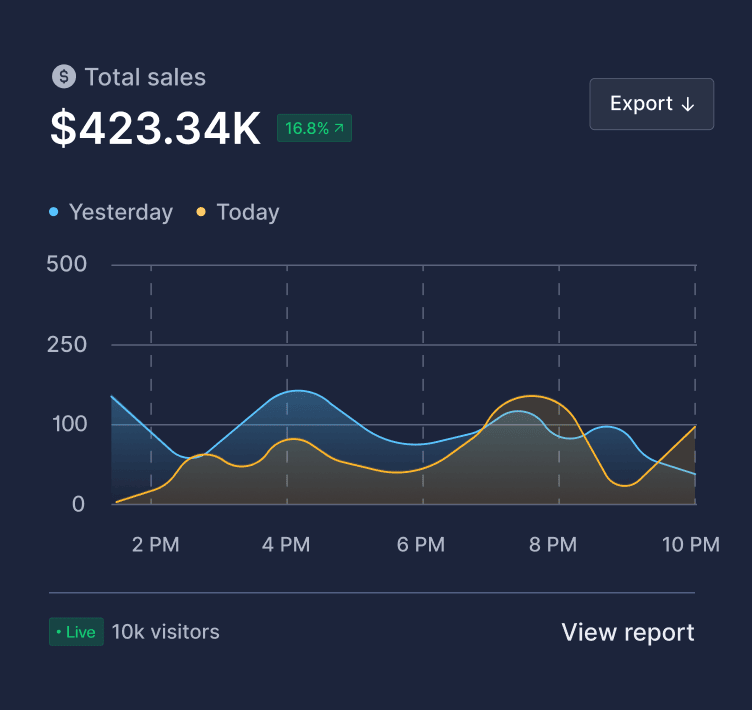 $ Total sales
$423.34K 16.8% ↗
Export ↓
Yesterday Today
500
250
100
0
2 PM 4 PM 6 PM 8 PM 10 PM
• Live 10k visitors View report